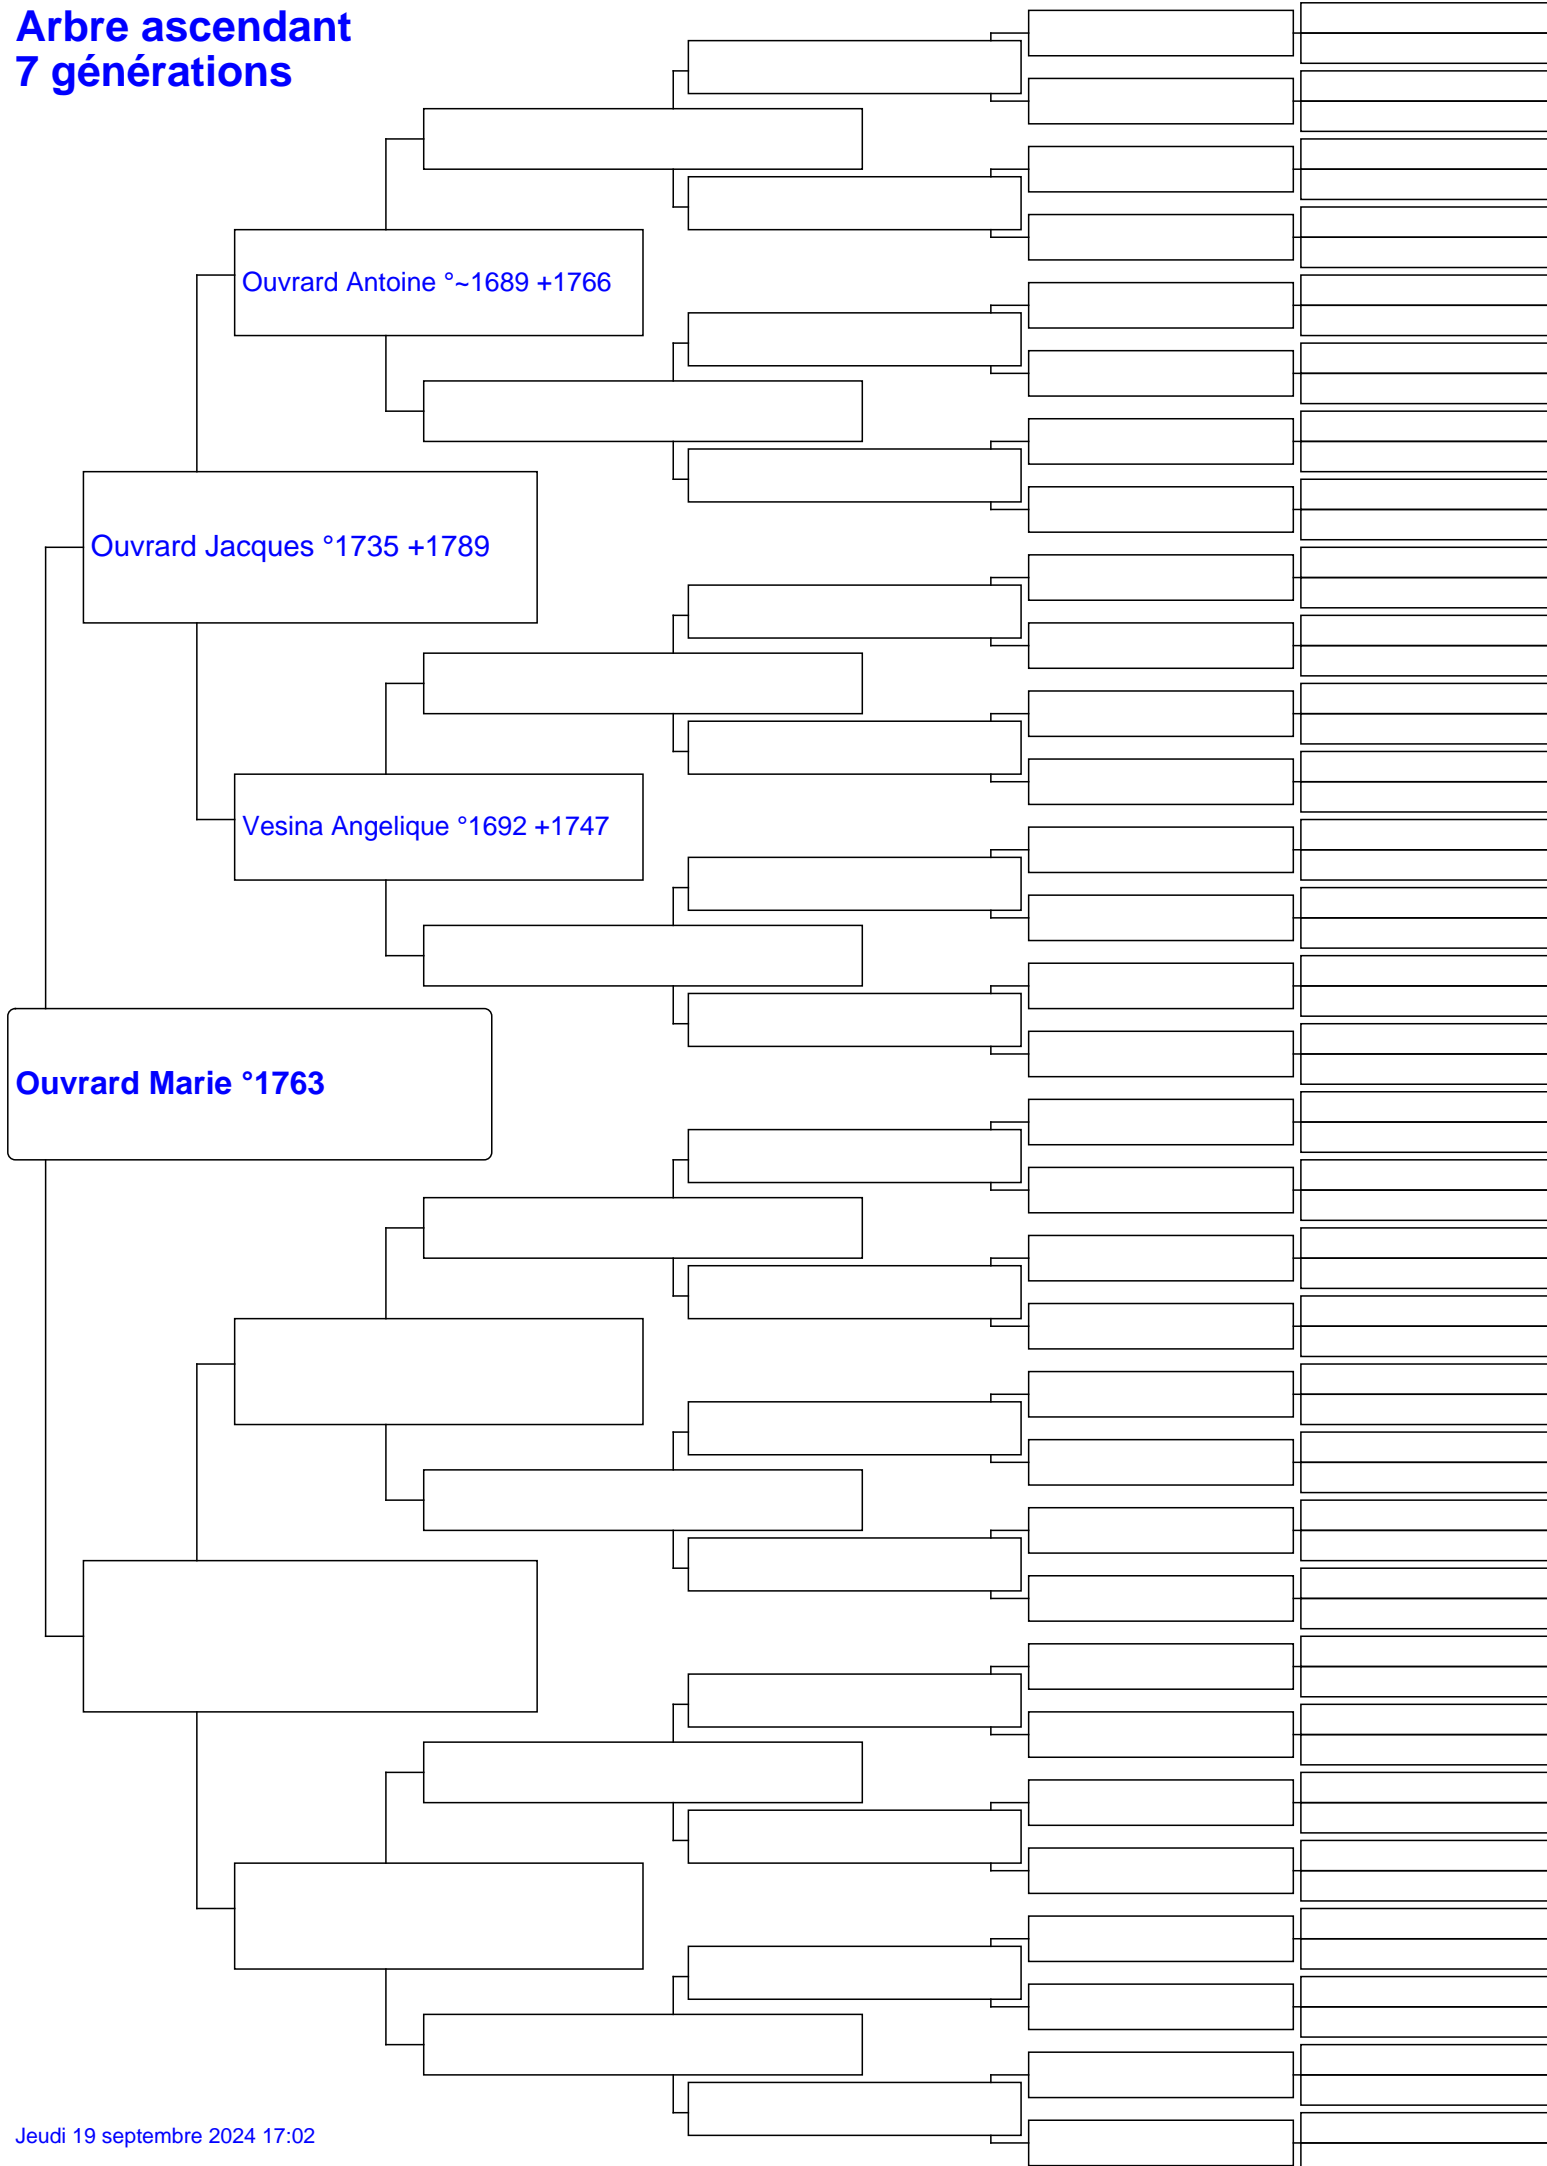 Arbre ascendant
7 générations
Ouvrard Antoine °~1689 +1766
Ouvrard Jacques °1735 +1789
Vesina Angelique °1692 +1747
Ouvrard Marie °1763
Jeudi 19 septembre 2024 17:02